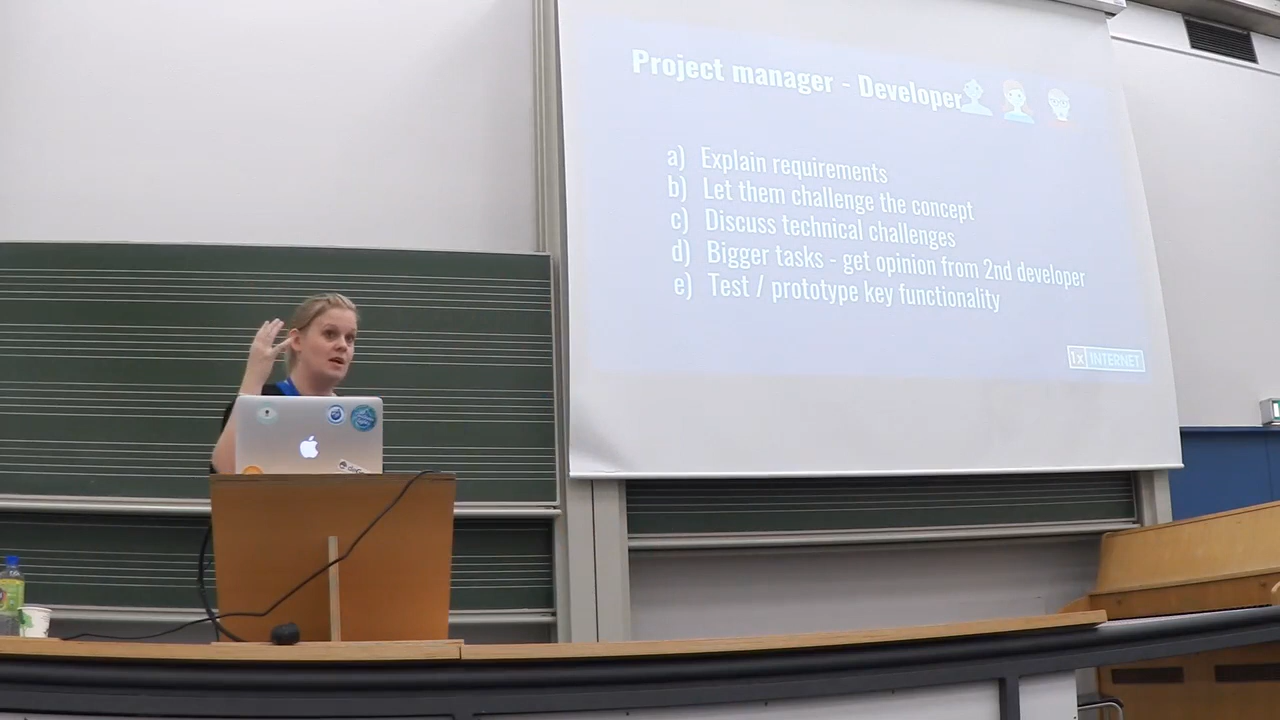 Project manager - Developer
a) Explain requirements
b) Let them challenge the concept
c) Discuss technical challenges
d) Bigger tasks - get opinion from 2nd developer
e) Test / prototype key functionality
1x INTERNET